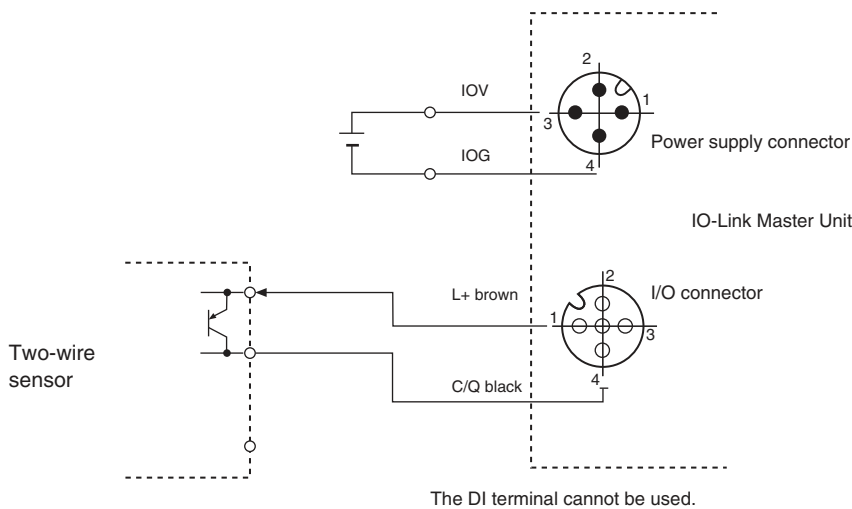 2
IOV
1
3
Power supply connector
IOG
4
IO-Link Master Unit
2
L+ brown
I/O connector
1
3
Two-wire
sensor
4
C/Q black
The DI terminal cannot be used.